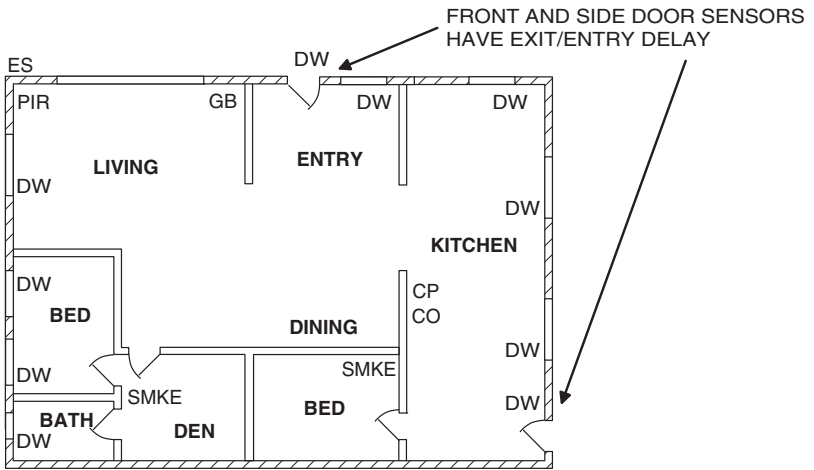 FRONT AND SIDE DOOR SENSORS
HAVE EXIT/ENTRY DELAY
ES
DW
PIR
GB
DW
DW
LIVING
ENTRY
DW
DW
KITCHEN
DW
BED
CP
CO
DINING
DW
DW
SMKE
SMKE
DW
BATH
DEN
BED
DW